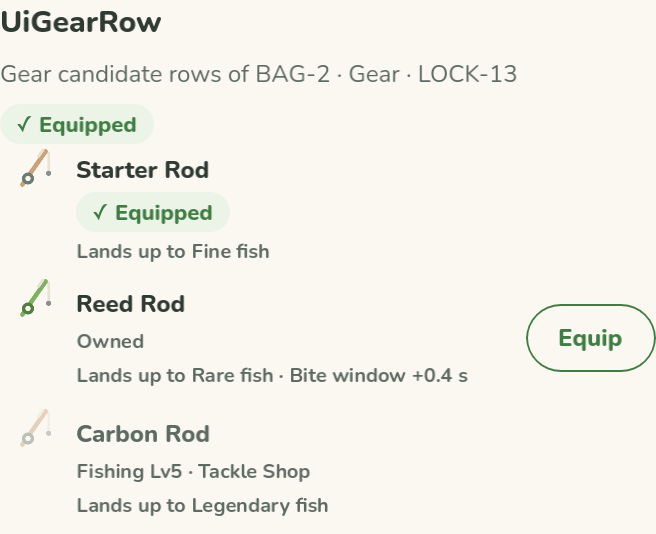 UiGearRow
Gear candidate rows of BAG-2 · Gear · LOCK-13
✓ Equipped
Starter Rod
✓ Equipped
Lands up to Fine fish
Reed Rod
Owned
Equip
Lands up to Rare fish · Bite window +0.4 s
Carbon Rod
Fishing Lv5 · Tackle Shop
Lands up to Legendary fish